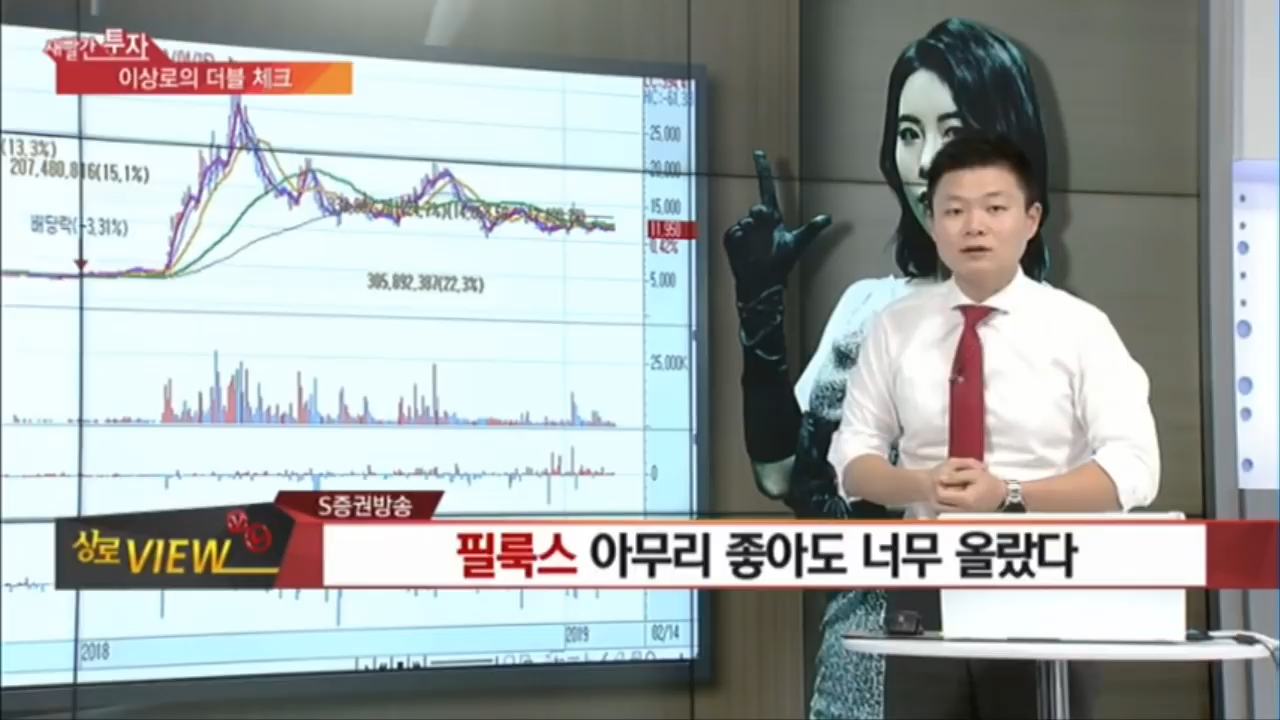 새빨간 투자
이상로의 더블 체크
(13.3%)
207,480,816(15.1%)
배당락(-3.31%)
305,892,387(22.3%)
25,000
20,000
15,000
11,950
0.42%
5,000
25,000K
0
S증권방송
상로 VIEW
필룩스 아무리 좋아도 너무 올랐다
2018
2019
02/14